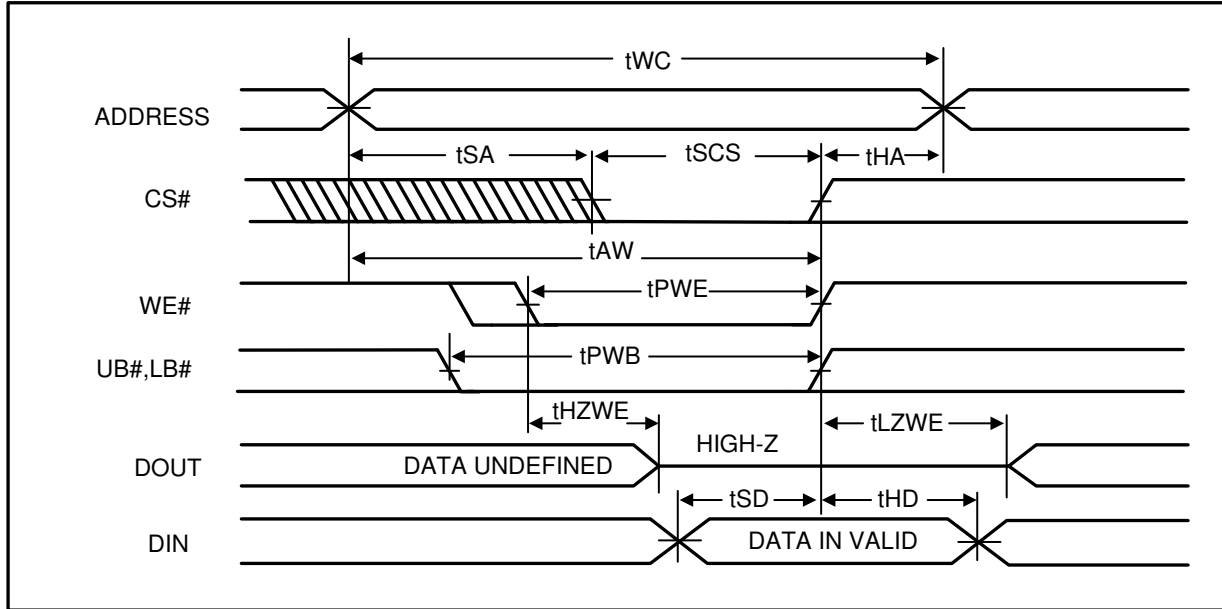 tWC
ADDRESS
tSA
tSCS
tHA
CS#
tAW
WE#
tPWE
UB#,LB#
tPWB
tHZWE
tLZWE
DOUT
DATA UNDEFINED
HIGH-Z
tSD
tHD
DIN
DATA IN VALID